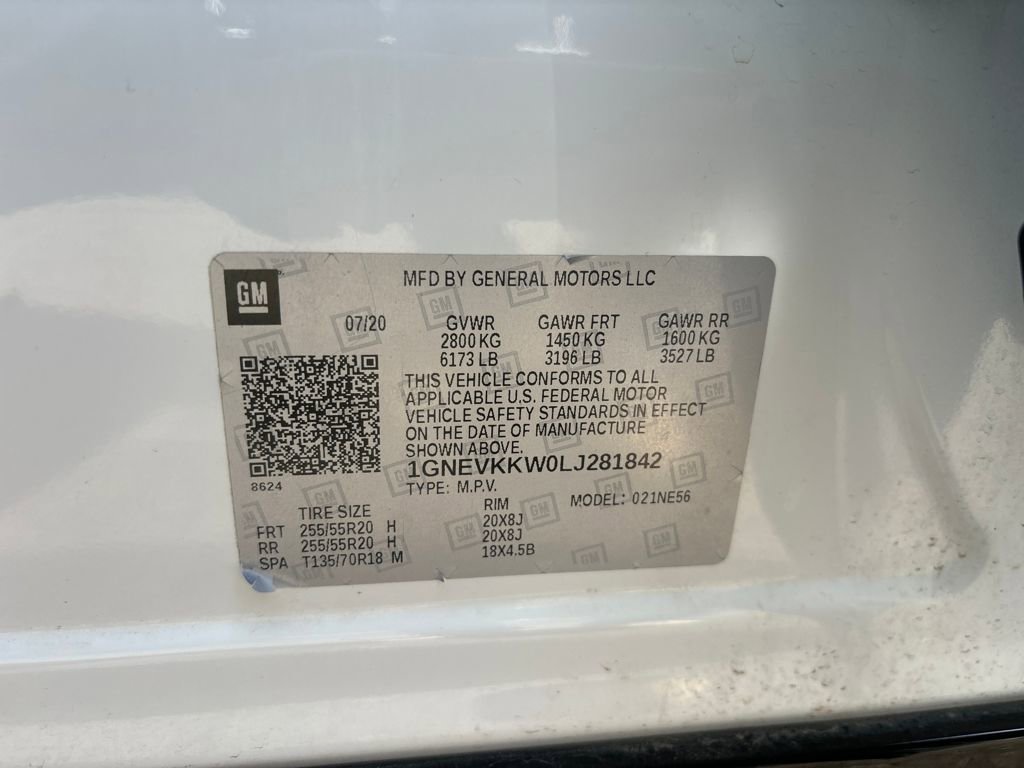 GM
MFD BY GENERAL MOTORS LLC
07/20 GVWR GAWR FRT GAWR RR
2800 KG 1450 KG 1600 KG
6173 LB 3196 LB 3527 LB
THIS VEHICLE CONFORMS TO ALL
APPLICABLE U.S. FEDERAL MOTOR
VEHICLE SAFETY STANDARDS IN EFFECT
ON THE DATE OF MANUFACTURE
SHOWN ABOVE.
8624
1GNEVKKW0LJ281842
TYPE: M.P.V. MODEL: 021NE56
TIRE SIZE RIM
FRT 255/55R20 H 20X8J
RR 255/55R20 H 20X8J
SPA T135/70R18 M 18X4.5B